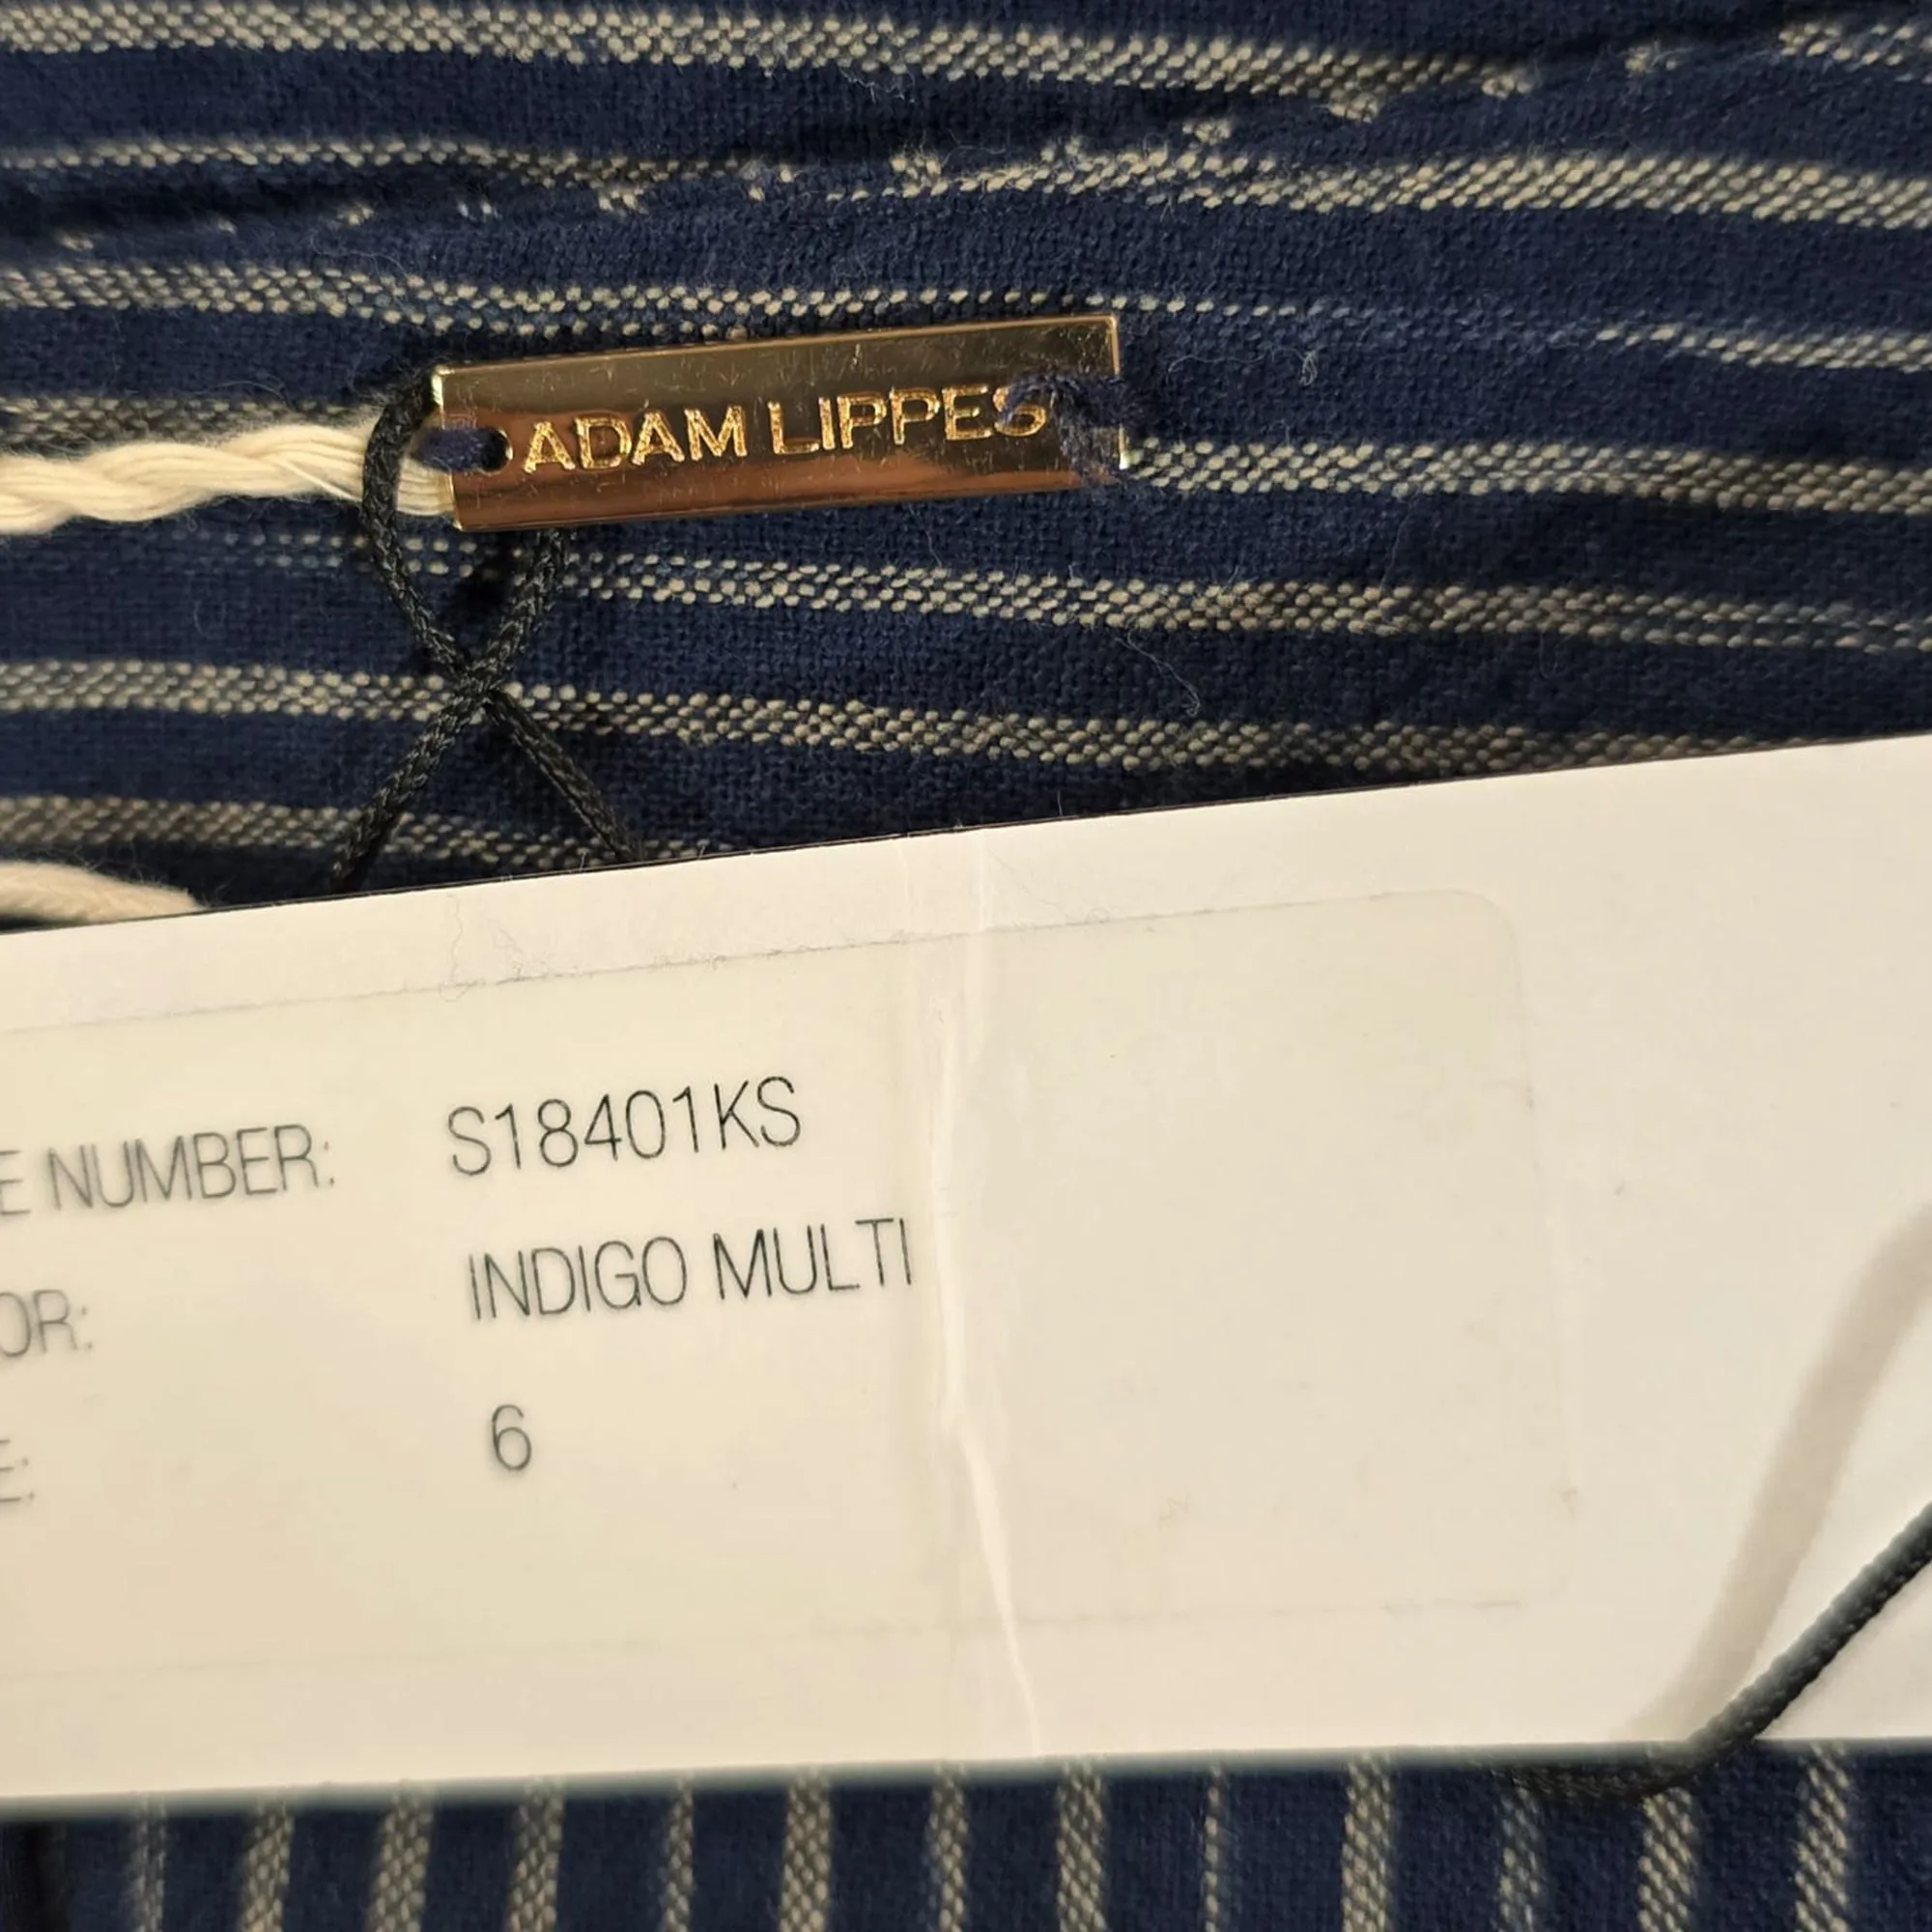 ADAM LIPPES
E NUMBER: S18401KS
OR: INDIGO MULTI
E: 6